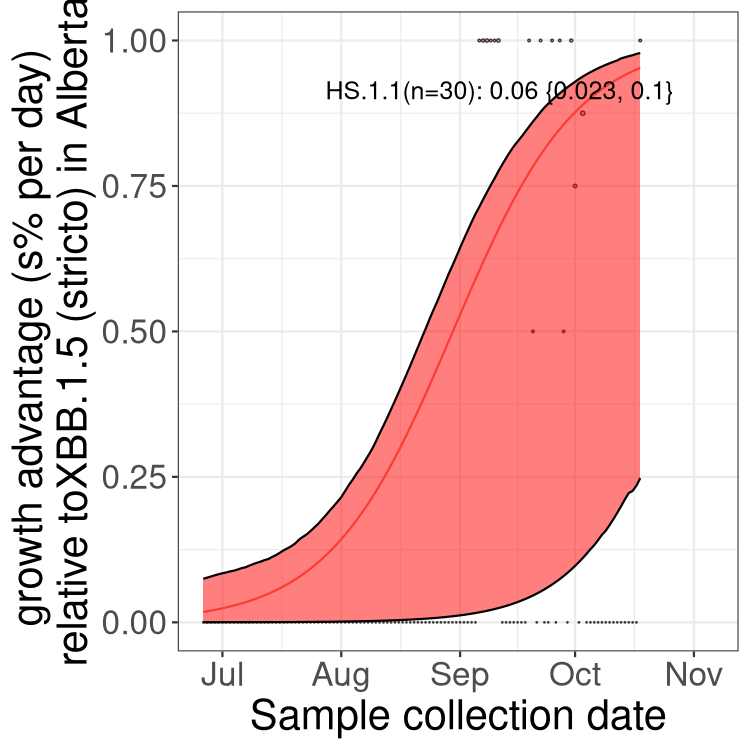 growth advantage (s% per day)
relative toXBB.1.5 (stricto) in Alberta
1.00
0.75
0.50
0.25
0.00
HS.1.1(n=30): 0.06 {0.023, 0.1}
Jul Aug Sep Oct Nov
Sample collection date